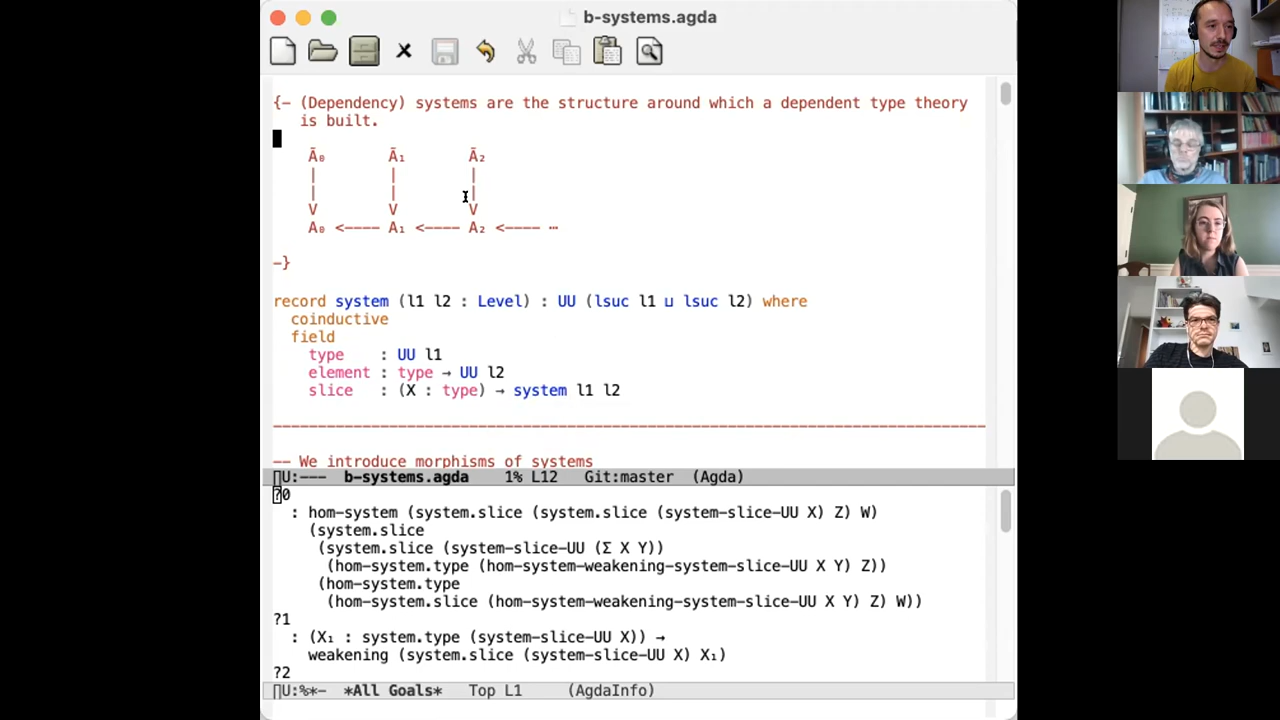 b-systems.agda
{- (Dependency) systems are the structure around which a dependent type theory
is built.
Ã₀ Ã₁ Ã₂
| | |
| | |
V V V
A₀ <---- A₁ <---- A₂ <---- ⋯
-}
record system (l1 l2 : Level) : UU (lsuc l1 ⊔ lsuc l2) where
coinductive
field
type : UU l1
element : type → UU l2
slice : (X : type) → system l1 l2
--------------------------------------------------------------------------------
-- We introduce morphisms of systems
U:--- b-systems.agda 1% L12 Git:master (Agda)
?0
: hom-system (system.slice (system.slice (system-slice-UU X) Z) W)
(system.slice
(system.slice (system-slice-UU (Σ X Y))
(hom-system.type (hom-system-weakening-system-slice-UU X Y) Z))
(hom-system.type
(hom-system.slice (hom-system-weakening-system-slice-UU X Y) Z) W))
?1
: (X₁ : system.type (system-slice-UU X)) →
weakening (system.slice (system-slice-UU X) X₁)
?2
U:%*- *All Goals* Top L1 (AgdaInfo)